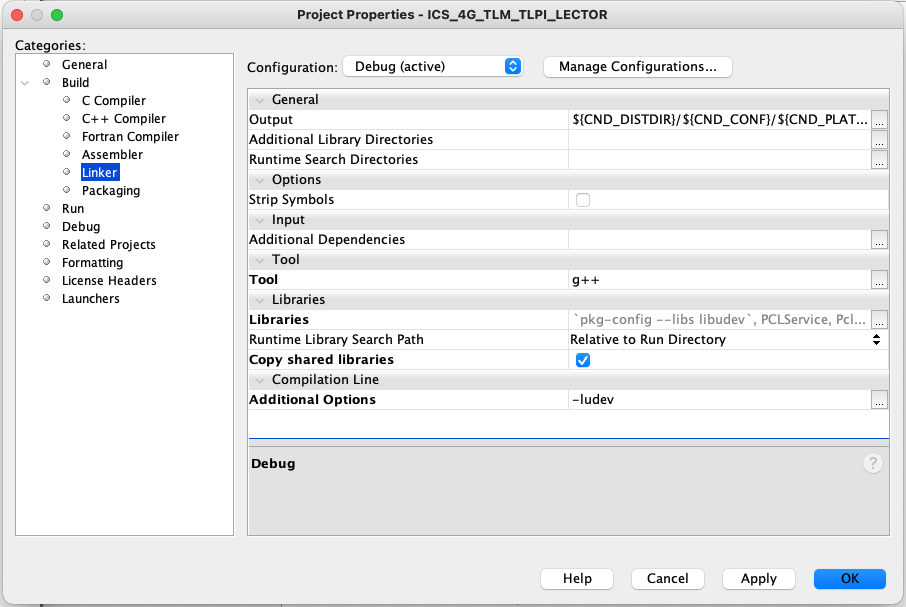 Project Properties - ICS_4G_TLM_TLPI_LECTOR
Categories:
General
Build
C Compiler
C++ Compiler
Fortran Compiler
Assembler
Linker
Packaging
Run
Debug
Related Projects
Formatting
License Headers
Launchers
Configuration: Debug (active) Manage Configurations...
General
Output ${CND_DISTDIR}/${CND_CONF}/${CND_PLAT... ...
Additional Library Directories ...
Runtime Search Directories ...
Options
Strip Symbols
Input
Additional Dependencies ...
Tool
Tool g++ ...
Libraries
Libraries `pkg-config --libs libudev`, PCLService, Pcl... ...
Runtime Library Search Path Relative to Run Directory
Copy shared libraries
Compilation Line
Additional Options -ludev ...
Debug ?
Help Cancel Apply OK